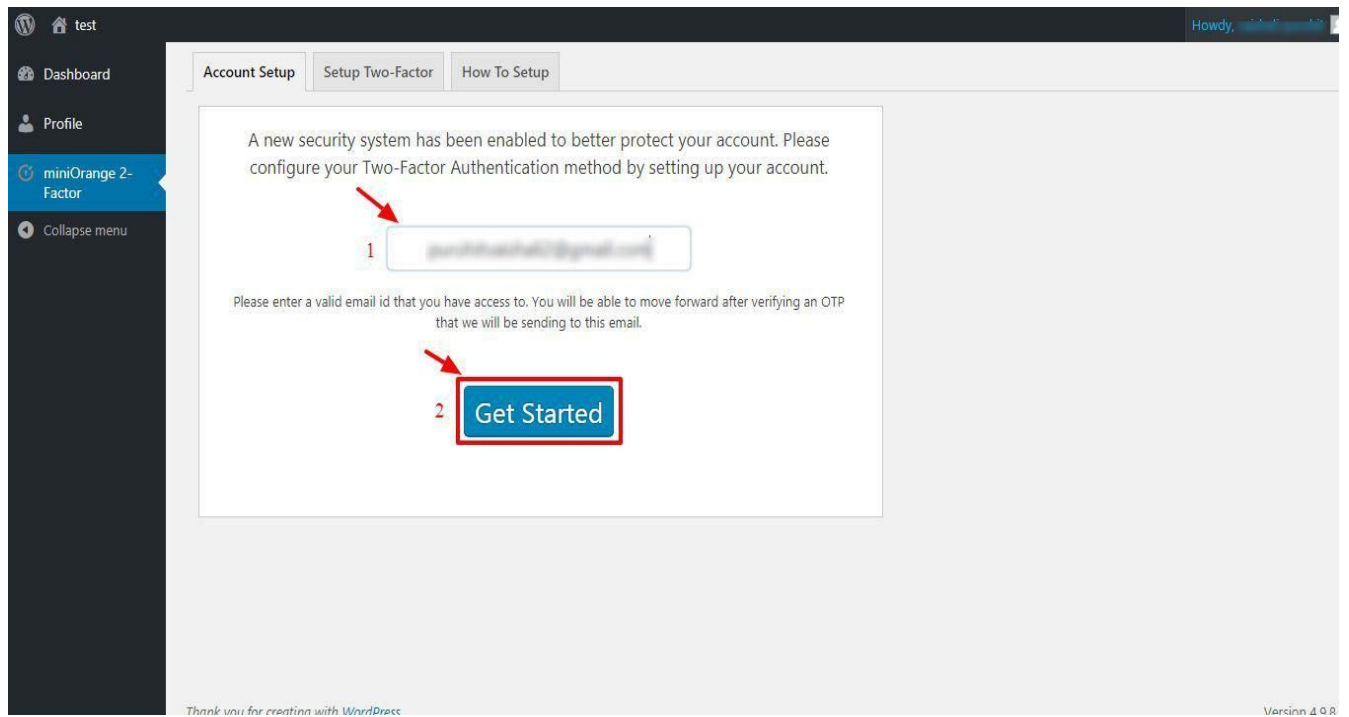 test
Howdy,
Dashboard
Profile
miniOrange 2-
Factor
Collapse menu
Account Setup
Setup Two-Factor
How To Setup
A new security system has been enabled to better protect your account. Please
configure your Two-Factor Authentication method by setting up your account.
1
Please enter a valid email id that you have access to. You will be able to move forward after verifying an OTP
that we will be sending to this email.
2
Get Started
Thank you for creating with WordPress
Version 4.9.8